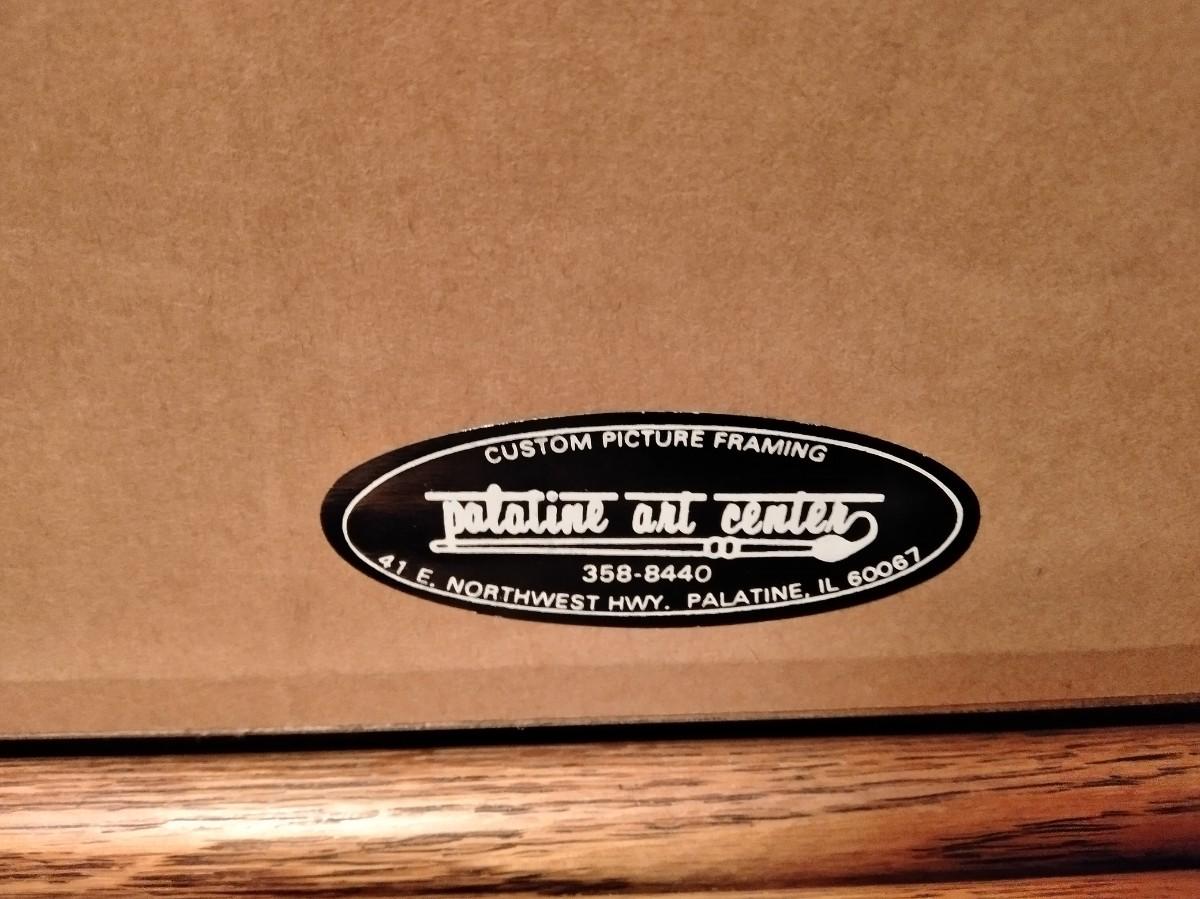 CUSTOM PICTURE FRAMING
palatine art center
358-8440
41 E. NORTHWEST HWY. PALATINE, IL 60067